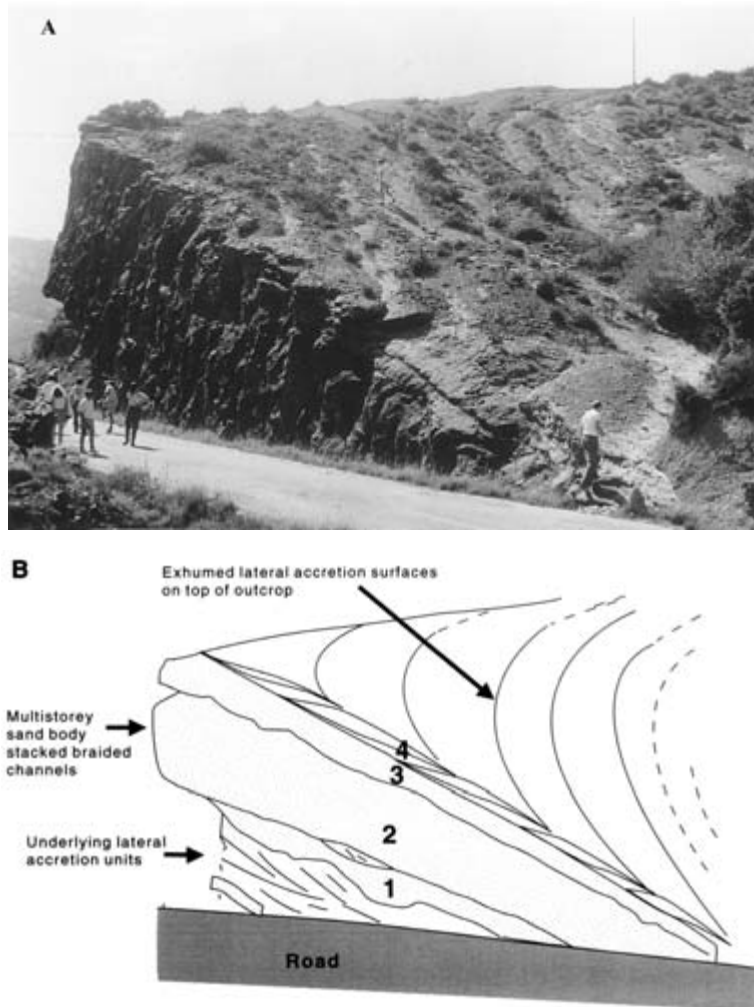 A
B
Exhumed lateral accretion surfaces
on top of outcrop
Multistorey
sand body
stacked braided
channels
4
3
2
Underlying lateral
accretion units
1
Road